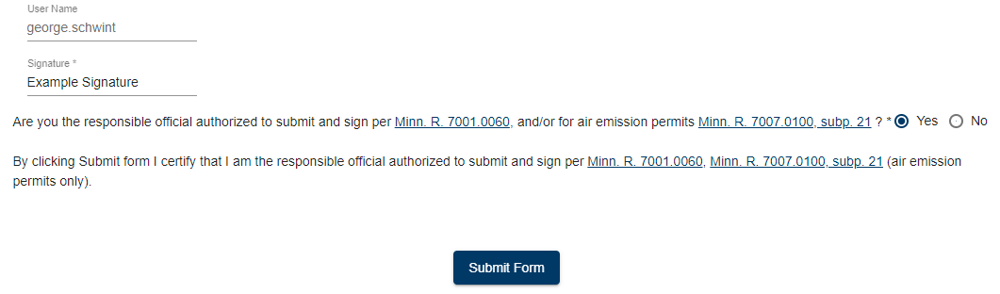 User Name
george.schwint
Signature *
Example Signature
Are you the responsible official authorized to submit and sign per Minn. R. 7001.0060, and/or for air emission permits Minn. R. 7007.0100, subp. 21 ? * Yes No
By clicking Submit form I certify that I am the responsible official authorized to submit and sign per Minn. R. 7001.0060, Minn. R. 7007.0100, subp. 21 (air emission
permits only).
Submit Form